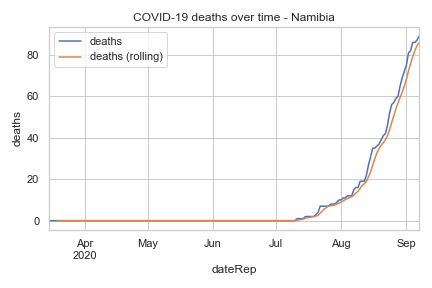 COVID-19 deaths over time - Namibia
deaths
deaths (rolling)
80
60
40
20
0
deaths
Apr
2020
May
Jun
Jul
Aug
Sep
dateRep